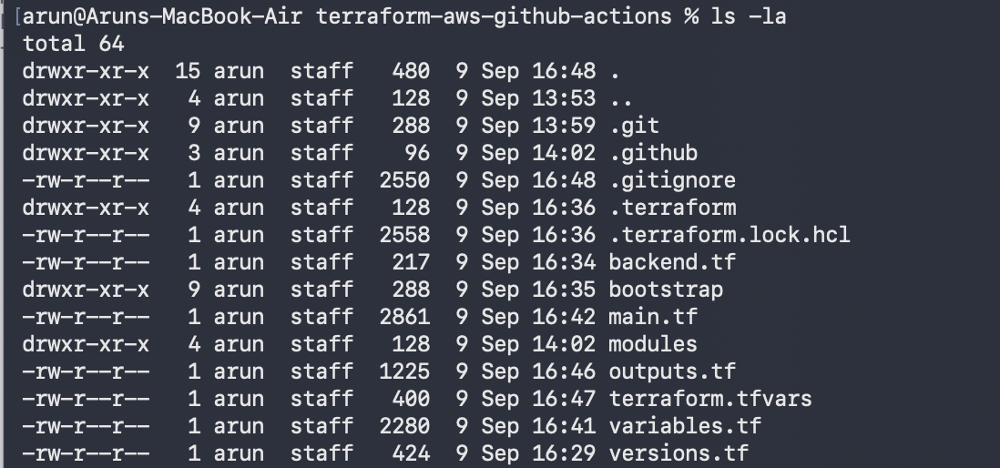 [arun@Aruns-MacBook-Air terraform-aws-github-actions % ls -la
total 64
drwxr-xr-x  15 arun  staff   480  9 Sep 16:48 .
drwxr-xr-x   4 arun  staff   128  9 Sep 13:53 ..
drwxr-xr-x   9 arun  staff   288  9 Sep 13:59 .git
drwxr-xr-x   3 arun  staff    96  9 Sep 14:02 .github
-rw-r--r--   1 arun  staff  2550  9 Sep 16:48 .gitignore
drwxr-xr-x   4 arun  staff   128  9 Sep 16:36 .terraform
-rw-r--r--   1 arun  staff  2558  9 Sep 16:36 .terraform.lock.hcl
-rw-r--r--   1 arun  staff   217  9 Sep 16:34 backend.tf
drwxr-xr-x   9 arun  staff   288  9 Sep 16:35 bootstrap
-rw-r--r--   1 arun  staff  2861  9 Sep 16:42 main.tf
drwxr-xr-x   4 arun  staff   128  9 Sep 14:02 modules
-rw-r--r--   1 arun  staff  1225  9 Sep 16:46 outputs.tf
-rw-r--r--   1 arun  staff   400  9 Sep 16:47 terraform.tfvars
-rw-r--r--   1 arun  staff  2280  9 Sep 16:41 variables.tf
-rw-r--r--   1 arun  staff   424  9 Sep 16:29 versions.tf